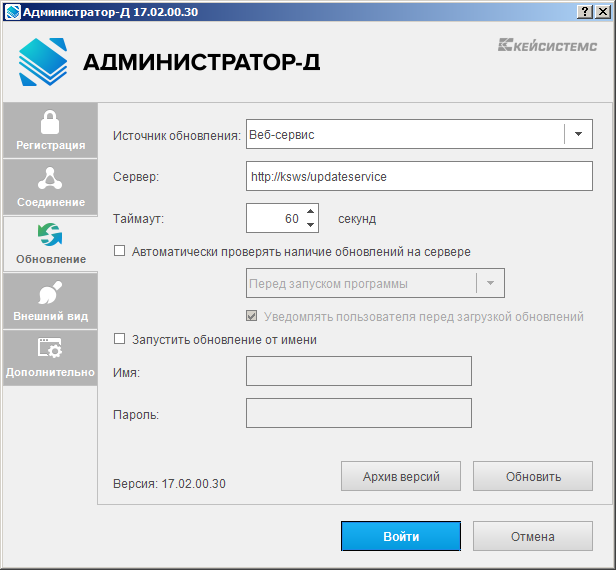 Администратор-Д 17.02.00.30
АДМИНИСТРАТОР-Д
КЕЙСИСТЕМС
Регистрация
Соединение
Обновление
Внешний вид
Дополнительно
Источник обновления: Веб-сервис
Сервер: http://ksws/updateservice
Таймаут: 60 секунд
Автоматически проверять наличие обновлений на сервере
Перед запуском программы
Уведомлять пользователя перед загрузкой обновлений
Запустить обновление от имени
Имя:
Пароль:
Версия: 17.02.00.30
Архив версий
Обновить
Войти
Отмена